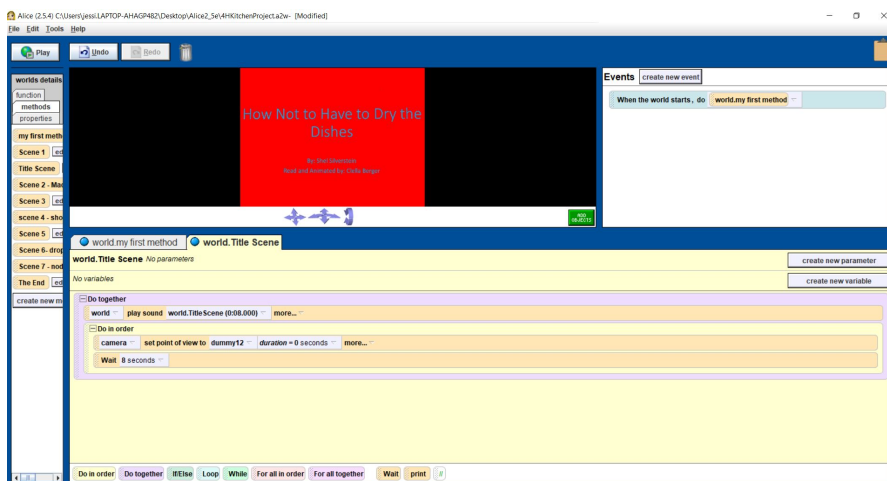 Alice (2.5.4) C:\Users\jessi.LAPTOP-AHAGP482\Desktop\Alice2_5e\4HKitchenProject.a2w- [Modified]
File Edit Tools Help
Play Undo Redo
worlds details
function
methods
properties
my first meth
Scene 1 ed
Title Scene
Scene 2 - Mad
Scene 3 ed
scene 4 - sho
Scene 5 ed
Scene 6- drop
Scene 7 - nod
The End ed
create new m
How Not to Have to Dry the
Dishes
By: Shel Silverstein
Read and Animated by: Clella Berger
ADD
OBJECTS
Events create new event
When the world starts, do world.my first method
world.my first method world.Title Scene
world.Title Scene No parameters
create new parameter
No variables
create new variable
Do together
world play sound world.TitleScene (0:08.000) more...
Do in order
camera set point of view to dummy12 duration = 0 seconds more...
Wait 8 seconds
Do in order Do together If/Else Loop While For all in order For all together Wait print //